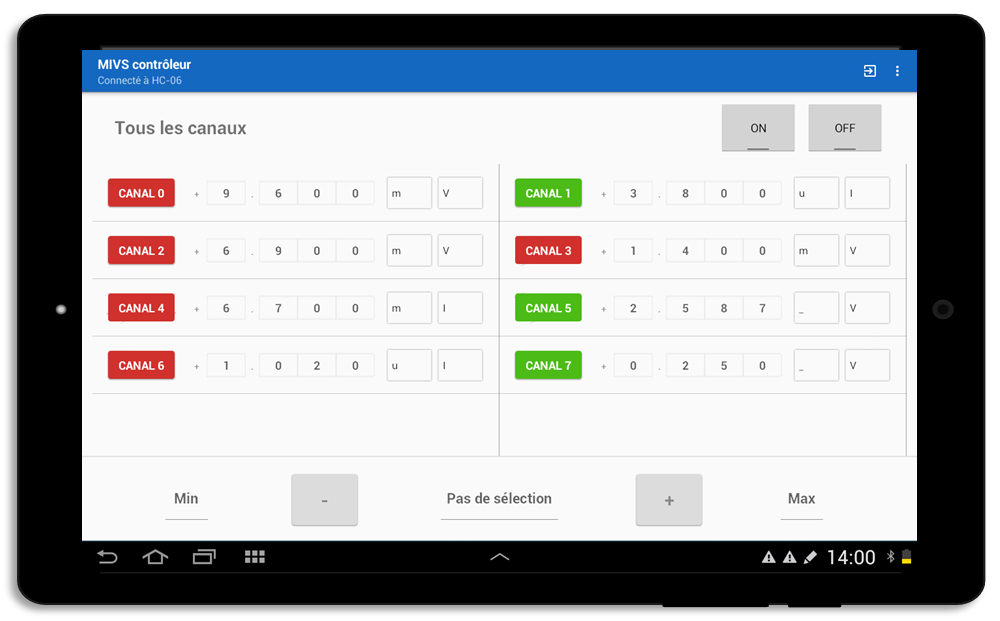 MIVS contrôleur
Connecté à HC-06
Tous les canaux
ON
OFF
CANAL 0 + 9 . 6 0 0 m V
CANAL 1 + 3 . 8 0 0 u I
CANAL 2 + 6 . 9 0 0 m V
CANAL 3 + 1 . 4 0 0 m V
CANAL 4 + 6 . 7 0 0 m I
CANAL 5 + 2 . 5 8 7 _ V
CANAL 6 + 1 . 0 2 0 u I
CANAL 7 + 0 . 2 5 0 _ V
Min
-
Pas de sélection
+
Max
14:00